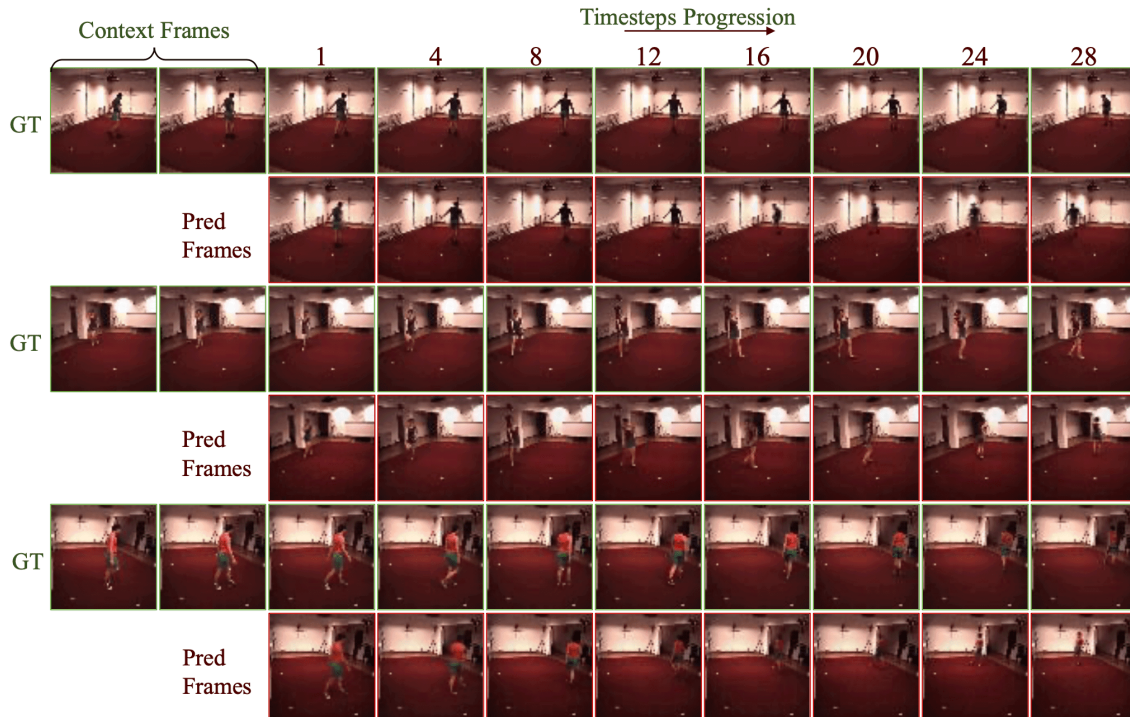 Timesteps Progression
Context Frames
1 4 8 12 16 20 24 28
GT
Pred
Frames
GT
Pred
Frames
GT
Pred
Frames